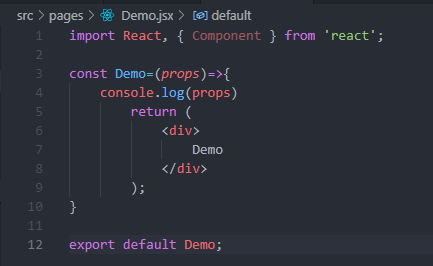 src > pages > Demo.jsx > default
1 import React, { Component } from 'react';
2
3 const Demo=(props)=>{
4     console.log(props)
5     return (
6         <div>
7             Demo
8         </div>
9     );
10 }
11
12 export default Demo;